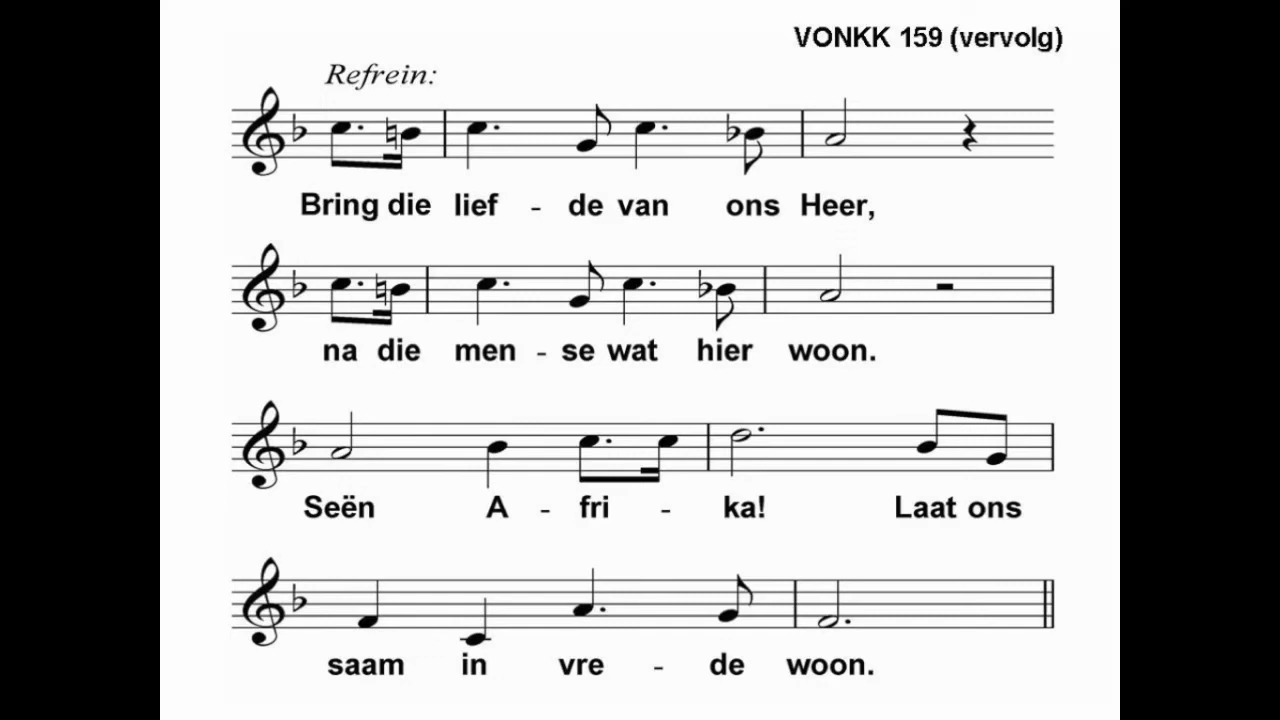 VONKK 159 (vervolg)
Refrein:
Bring die lief - de van ons Heer,
na die men - se wat hier woon.
Seën A - fri - ka! Laat ons
saam in vre - de woon.